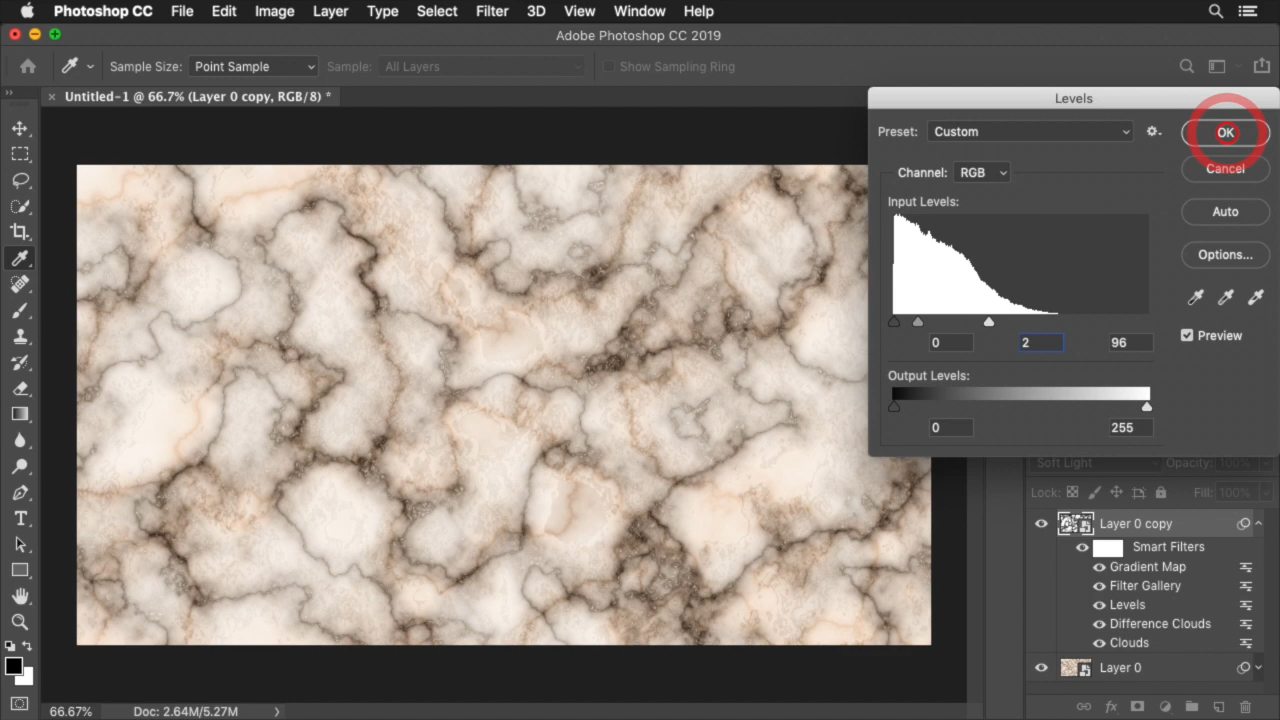 Photoshop CC File Edit Image Layer Type Select Filter 3D View Window Help
Adobe Photoshop CC 2019
Sample Size: Point Sample Sample: All Layers Show Sampling Ring
Untitled-1 @ 66.7% (Layer 0 copy, RGB/8) *
Levels
Preset: Custom
OK
Channel: RGB
Cancel
Input Levels:
Auto
Options...
0 2 96
Preview
Output Levels:
0 255
Soft Light Opacity: 100%
Lock: Fill: 100%
Layer 0 copy
Smart Filters
Gradient Map
Filter Gallery
Levels
Difference Clouds
Clouds
Layer 0
66.67% Doc: 2.64M/5.27M